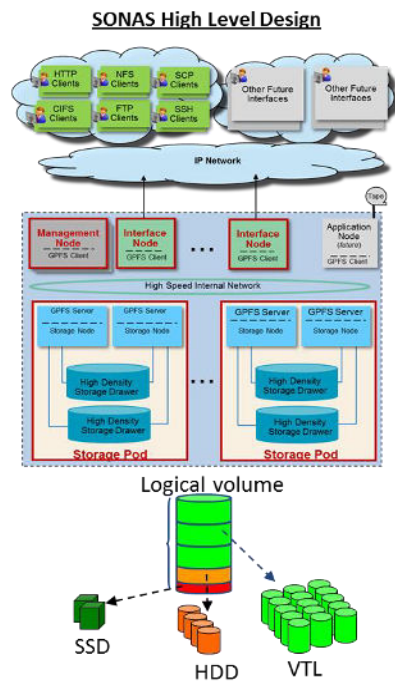 SONAS High Level Design
HTTP
Clients
NFS
Clients
SCP
Clients
CIFS
Clients
FTP
Clients
SSH
Clients
Other Future
Interfaces
Other Future
Interfaces
IP Network
Tape
Management
Node
GPFS Client
Interface
Node
GPFS Client
...
Interface
Node
GPFS Client
Application
Node
(future)
GPFS Client
High Speed Internal Network
GPFS Server
Storage Node
GPFS Server
Storage Node
High Density
Storage Drawer
High Density
Storage Drawer
Storage Pod
...
GPFS Server
Storage Node
GPFS Server
Storage Node
High Density
Storage Drawer
High Density
Storage Drawer
Storage Pod
Logical volume
SSD
HDD
VTL